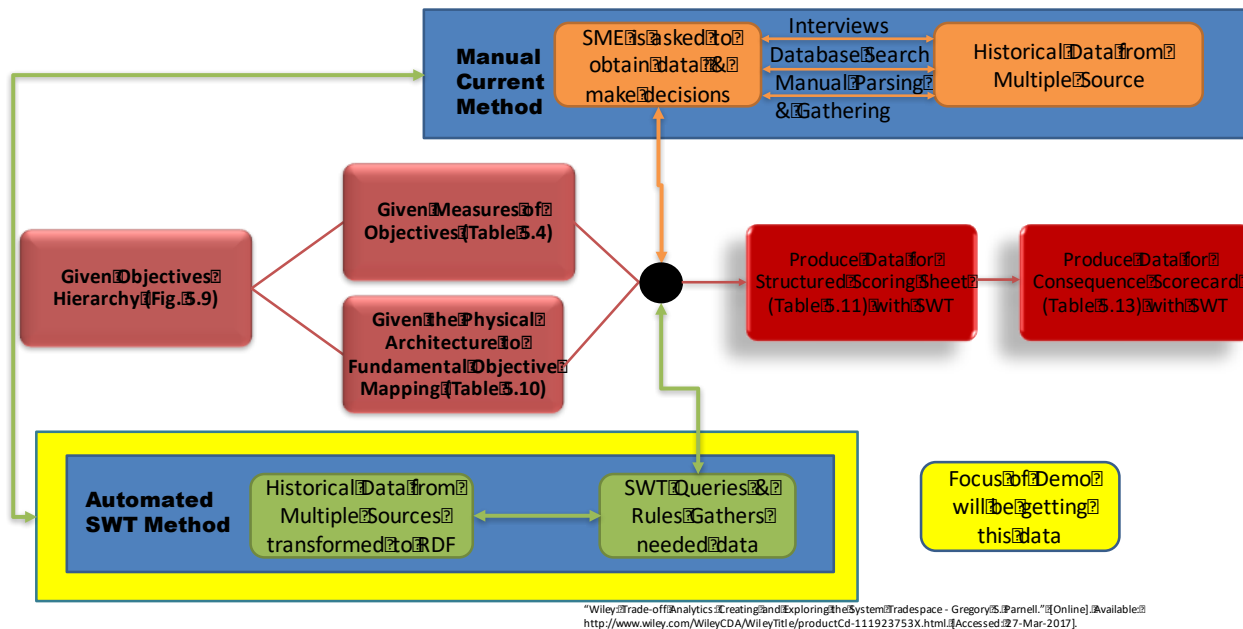 Manual
Current
Method
SME is asked to
obtain data &
make decisions
Interviews
Database Search
Manual Parsing
& Gathering
Historical Data from
Multiple Source
Given Objectives
Hierarchy (Fig. 5.9)
Given Measures of
Objectives (Table 5.4)
Given the Physical
Architecture to
Fundamental Objective
Mapping (Table 5.10)
Produce Data for
Structured Scoring Sheet
(Table 5.11) with SWT
Produce Data for
Consequence Scorecard
(Table 5.13) with SWT
Automated
SWT Method
Historical Data from
Multiple Sources
transformed to RDF
SWT Queries &
Rules Gathers
needed data
Focus of Demo
will be getting
this data
"Wiley: Trade-off Analytics: Creating and Exploring the System Tradespace - Gregory S. Parnell." [Online]. Available:
http://www.wiley.com/WileyCDA/WileyTitle/productCd-111923753X.html. [Accessed: 27-Mar-2017].